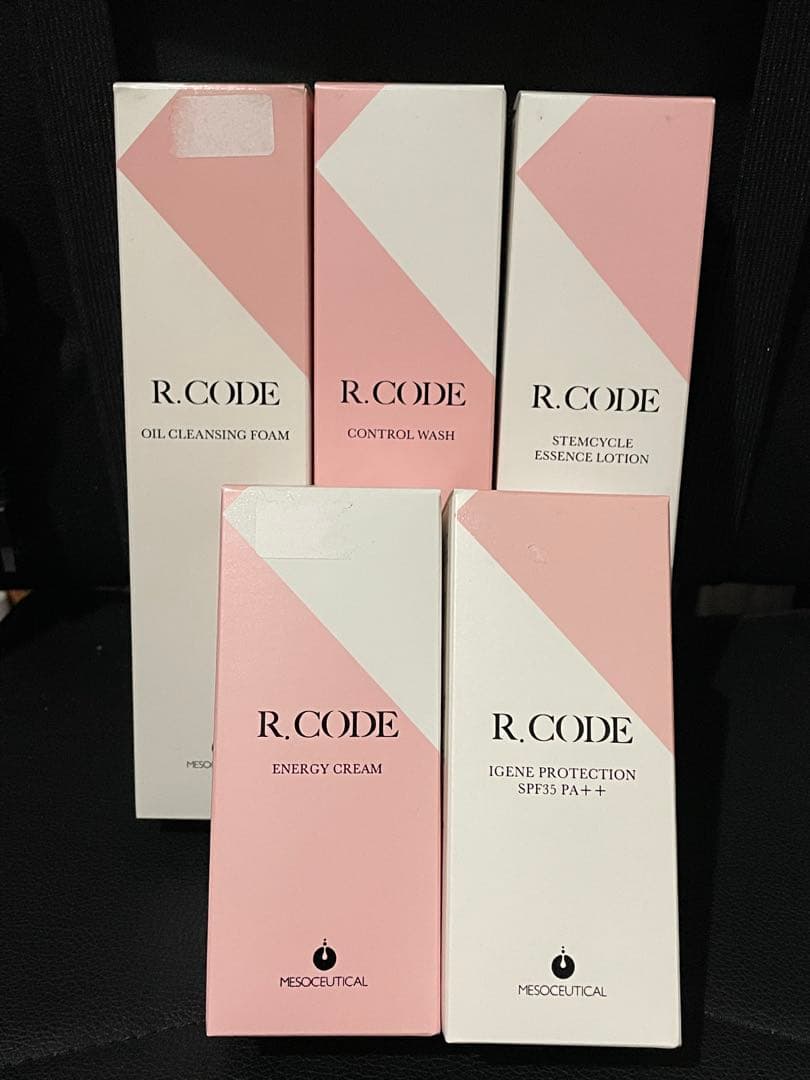 R.CODE
OIL CLEANSING FOAM
R.CODE
CONTROL WASH
R.CODE
STEMCYCLE
ESSENCE LOTION
R.CODE
ENERGY CREAM
MESOCEUTICAL
R.CODE
IGENE PROTECTION
SPF35 PA++
MESOCEUTICAL